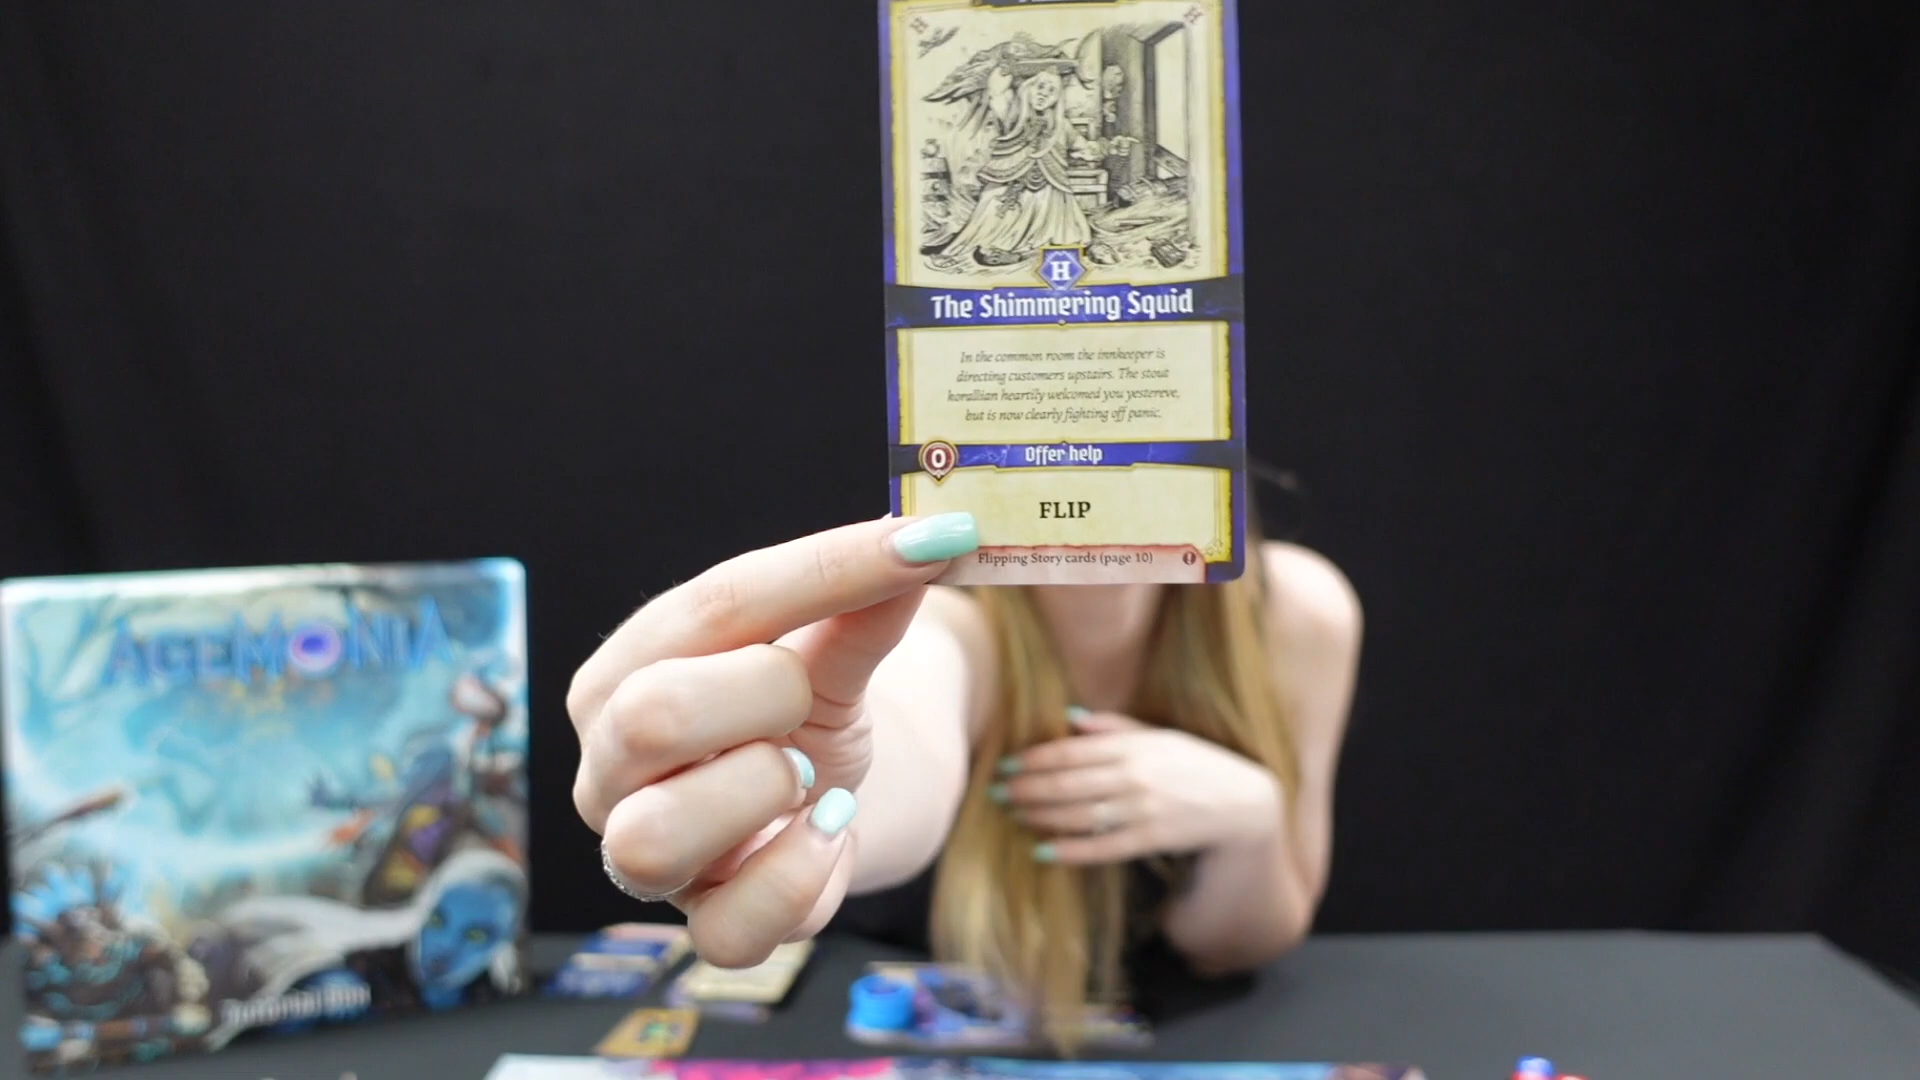 H
H
H
The Shimmering Squid
In the common room the innkeeper is
directing customers upstairs. The stout
korallian heartily welcomed you yestereve,
but is now clearly fighting off panic.
0 Offer help
FLIP
Flipping Story cards (page 10) !
AGEMONIA